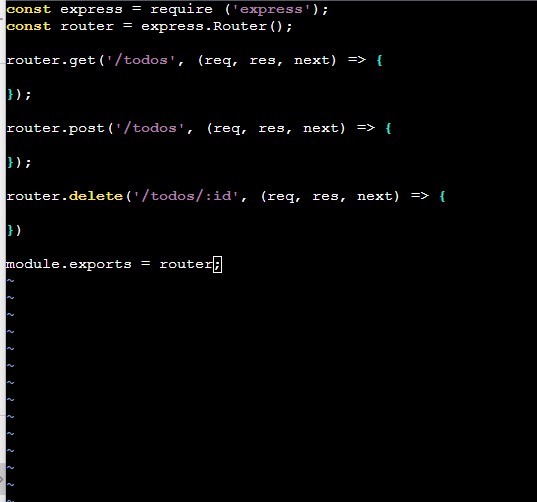 const express = require ('express');
const router = express.Router();
router.get('/todos', (req, res, next) => {
});
router.post('/todos', (req, res, next) => {
});
router.delete('/todos/:id', (req, res, next) => {
})
module.exports = router;
~
~
~
~
~
~
~
~
~
~
~
~
~
~